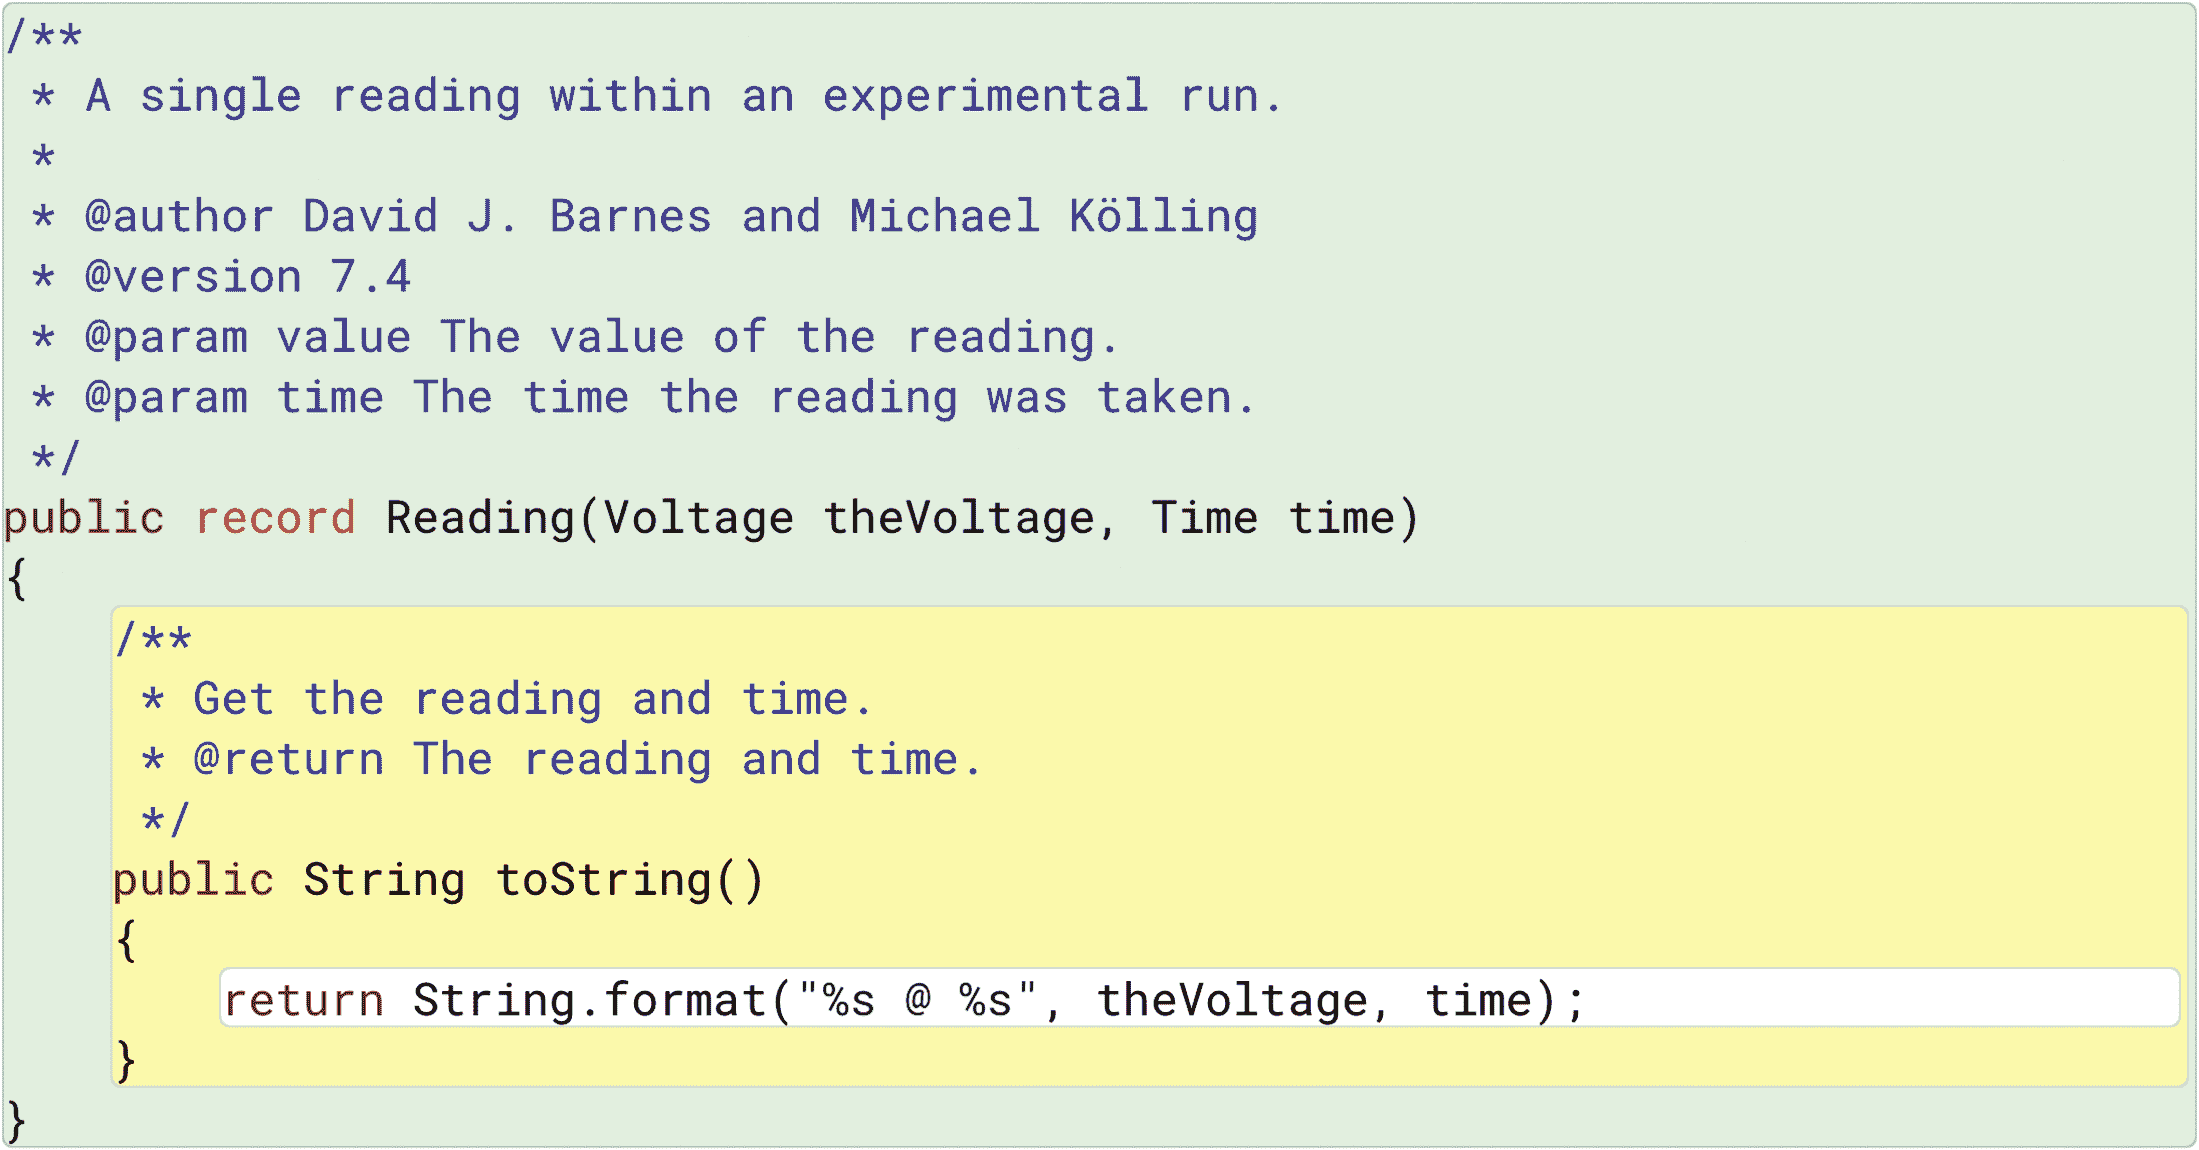 /**
 * A single reading within an experimental run.
 *
 * @author David J. Barnes and Michael Kölling
 * @version 7.4
 * @param value The value of the reading.
 * @param time The time the reading was taken.
 */
public record Reading(Voltage theVoltage, Time time)
{
    /**
     * Get the reading and time.
     * @return The reading and time.
     */
    public String toString()
    {
        return String.format("%s @ %s", theVoltage, time);
    }
}